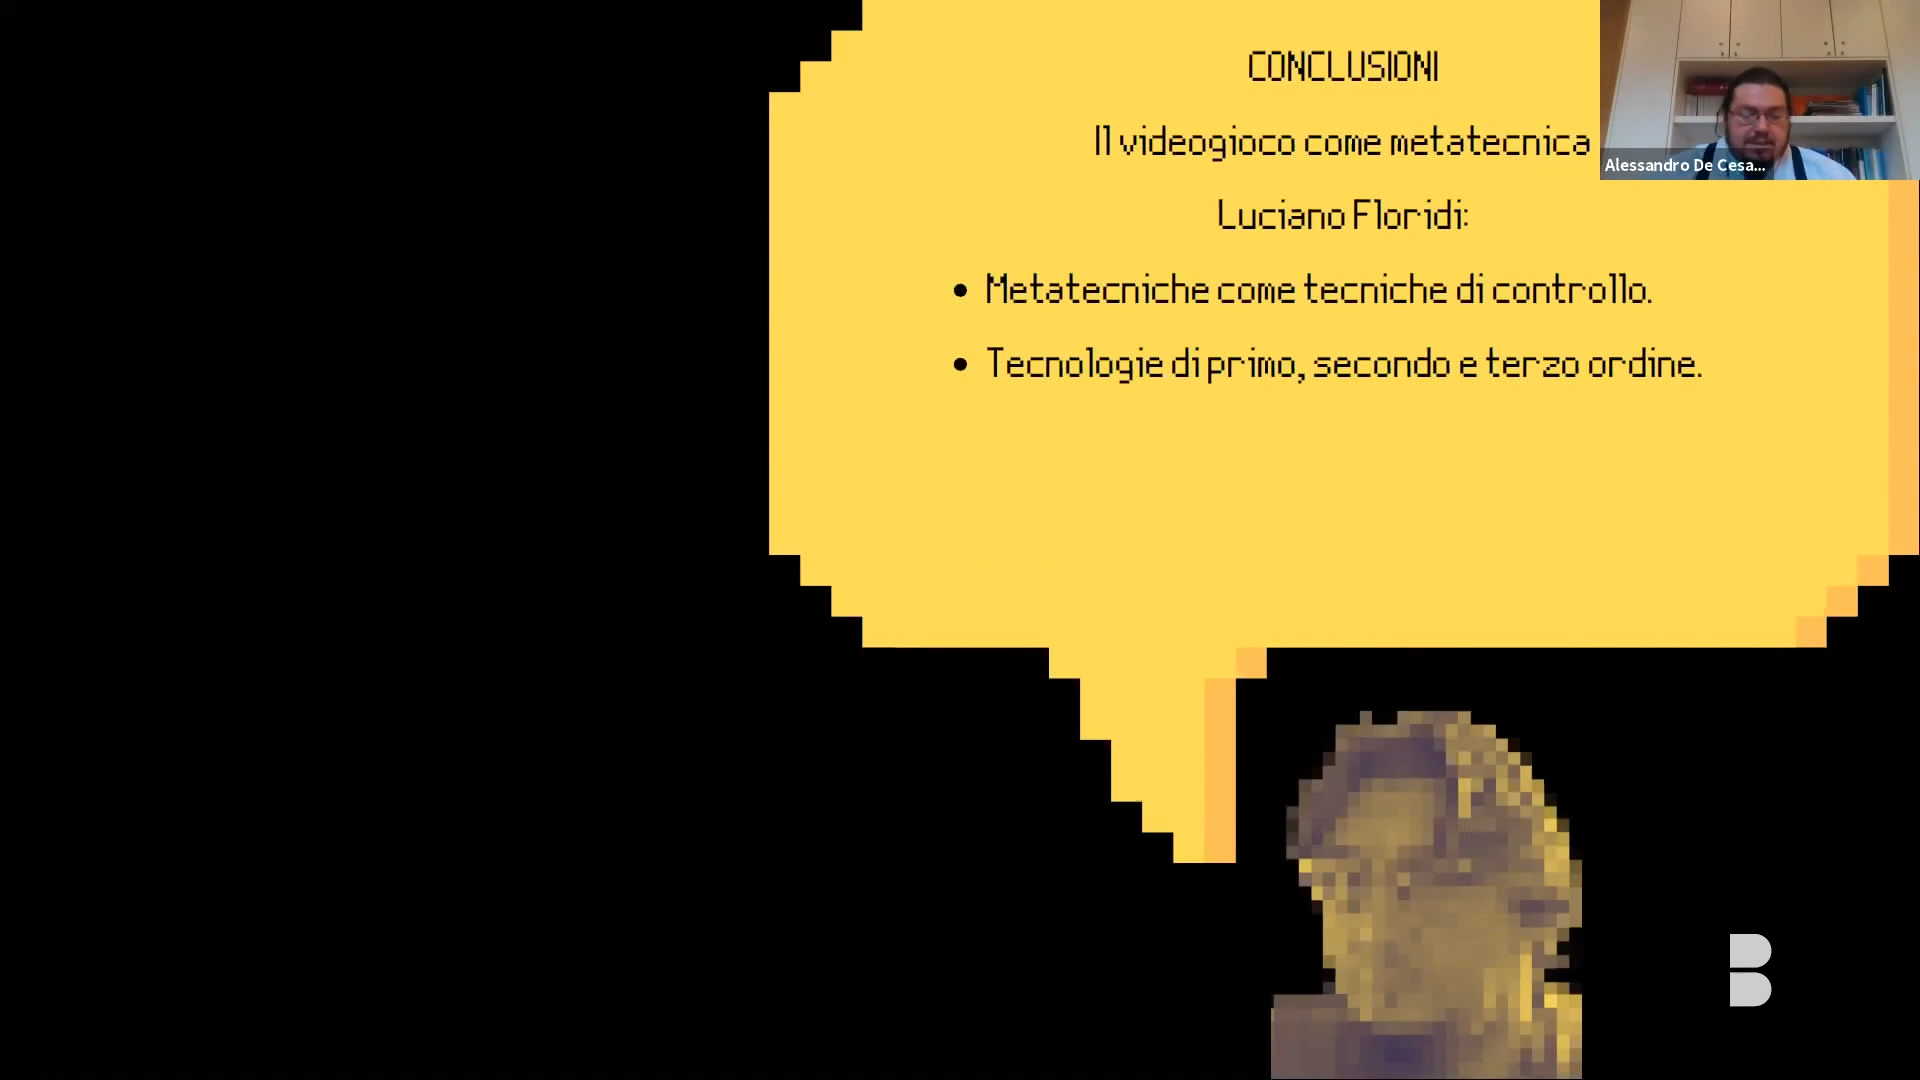 CONCLUSIONI
Il videogioco come metatecnica
Luciano Floridi:
• Metatecniche come tecniche di controllo.
• Tecnologie di primo, secondo e terzo ordine.
Alessandro De Cesa...